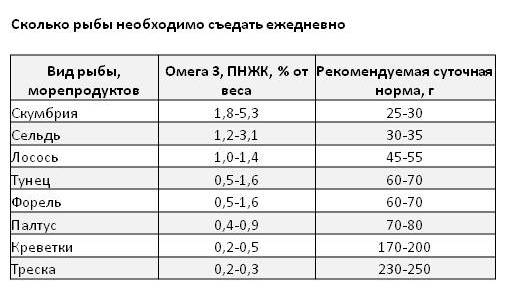 Сколько рыбы необходимо съедать ежедневно
Вид рыбы, Омега 3, ПНЖК, % от Рекомендуемая суточная
морепродуктов веса норма, г
Скумбрия 1,8-5,3 25-30
Сельдь 1,2-3,1 30-35
Лосось 1,0-1,4 45-55
Тунец 0,5-1,6 60-70
Форель 0,5-1,6 60-70
Палтус 0,4-0,9 70-80
Креветки 0,2-0,5 170-200
Треска 0,2-0,3 230-250